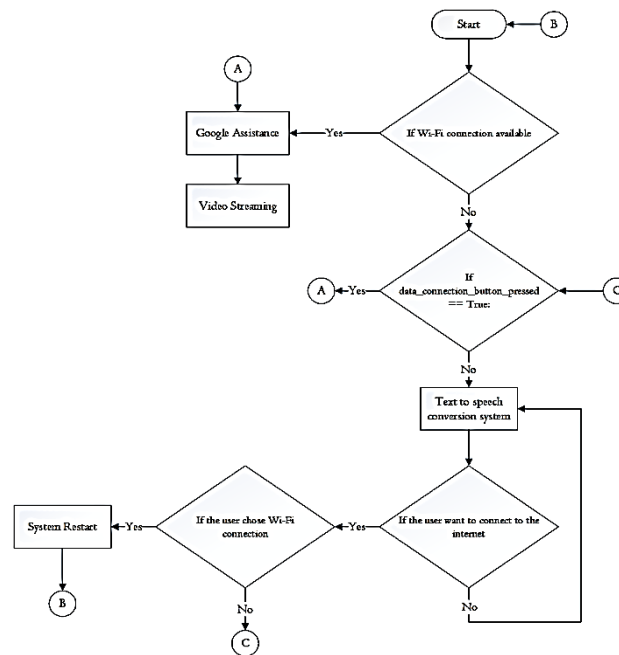 Start
B
A
Google Assistance
Yes
If Wi-Fi connection available
Video Streaming
No
If
data_connection_button_pressed
== True:
A
Yes
C
No
Text to speech
conversion system
System Restart
Yes
If the user chose Wi-Fi
connection
Yes
If the user want to connect to the
internet
B
No
C
No